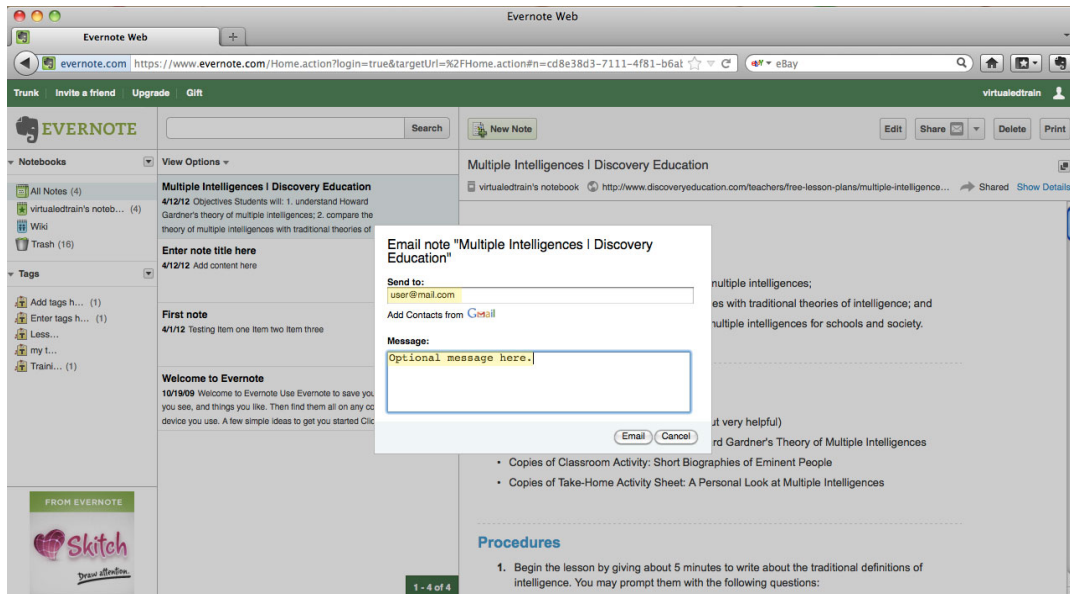 Evernote Web
Evernote Web
+
evernote.com https://www.evernote.com/Home.action?login=true&targetUrl=%2FHome.action#n=cd8e38d3-7111-4f81-b6al
eBay
Trunk Invite a friend Upgrade Gift
virtualedtrain
EVERNOTE
Search
New Note
Edit Share Delete Print
Notebooks
All Notes (4)
virtualedtrain's noteb... (4)
Wiki
Trash (16)
Tags
Add tags h... (1)
Enter tags h... (1)
Less...
my t...
Traini... (1)
FROM EVERNOTE
Skitch
Draw attention.
View Options
Multiple Intelligences | Discovery Education
4/12/12 Objectives Students will: 1. understand Howard
Gardner's theory of multiple intelligences; 2. compare the
theory of multiple intelligences with traditional theories of
Enter note title here
4/12/12 Add content here
First note
4/1/12 Testing Item one Item two Item three
Welcome to Evernote
10/19/09 Welcome to Evernote Use Evernote to save you
you see, and things you like. Then find them all on any co
device you use. A few simple ideas to get you started Clic
1 - 4 of 4
Multiple Intelligences | Discovery Education
virtualedtrain's notebook http://www.discoveryeducation.com/teachers/free-lesson-plans/multiple-intelligence... Shared Show Details
Email note "Multiple Intelligences | Discovery
Education"
Send to:
user@mail.com
Add Contacts from Gmail
Message:
Optional message here.
Email Cancel
multiple intelligences;
es with traditional theories of intelligence; and
multiple intelligences for schools and society.
ut very helpful)
rd Gardner's Theory of Multiple Intelligences
• Copies of Classroom Activity: Short Biographies of Eminent People
• Copies of Take-Home Activity Sheet: A Personal Look at Multiple Intelligences
Procedures
1. Begin the lesson by giving about 5 minutes to write about the traditional definitions of
intelligence. You may prompt them with the following questions: